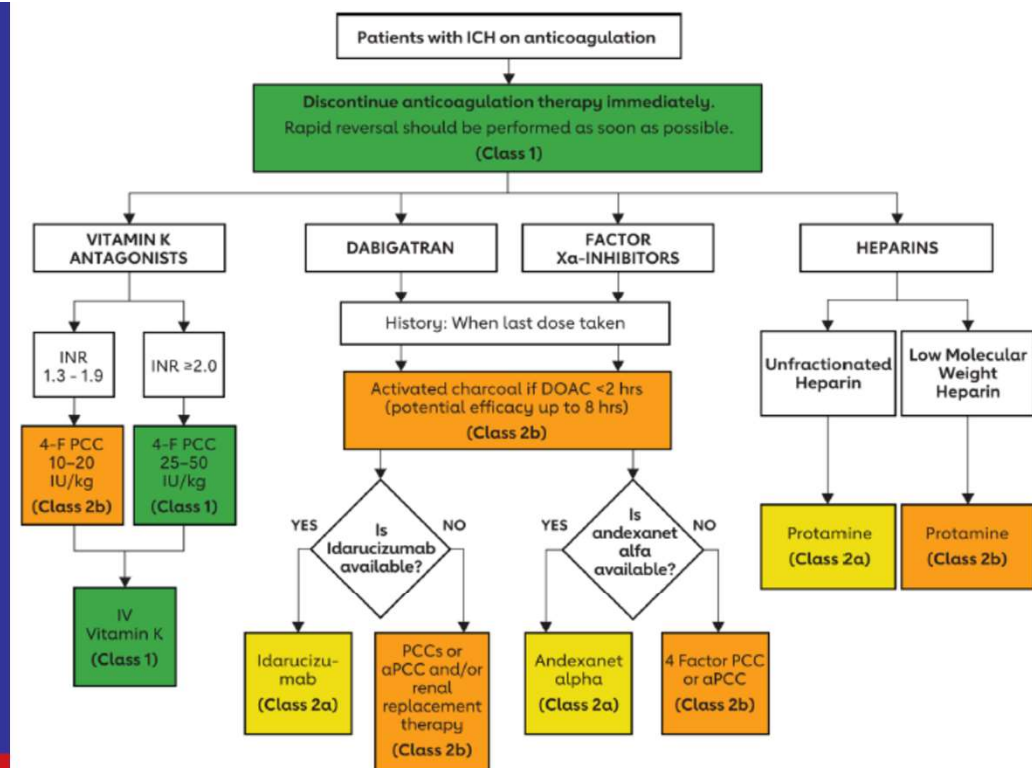 Patients with ICH on anticoagulation
Discontinue anticoagulation therapy immediately.
Rapid reversal should be performed as soon as possible.
(Class 1)
VITAMIN K
ANTAGONISTS
DABIGATRAN
FACTOR
Xa-INHIBITORS
HEPARINS
INR
1.3 - 1.9
INR ≥2.0
History: When last dose taken
Unfractionated
Heparin
Low Molecular
Weight
Heparin
Activated charcoal if DOAC <2 hrs
(potential efficacy up to 8 hrs)
(Class 2b)
4-F PCC
10–20
IU/kg
(Class 2b)
4-F PCC
25–50
IU/kg
(Class 1)
YES
Is
Idarucizumab
available?
NO
YES
Is
andexanet
alfa
available?
NO
Protamine
(Class 2a)
Protamine
(Class 2b)
IV
Vitamin K
(Class 1)
Idarucizu-
mab
(Class 2a)
PCCs or
aPCC and/or
renal
replacement
therapy
(Class 2b)
Andexanet
alpha
(Class 2a)
4 Factor PCC
or aPCC
(Class 2b)